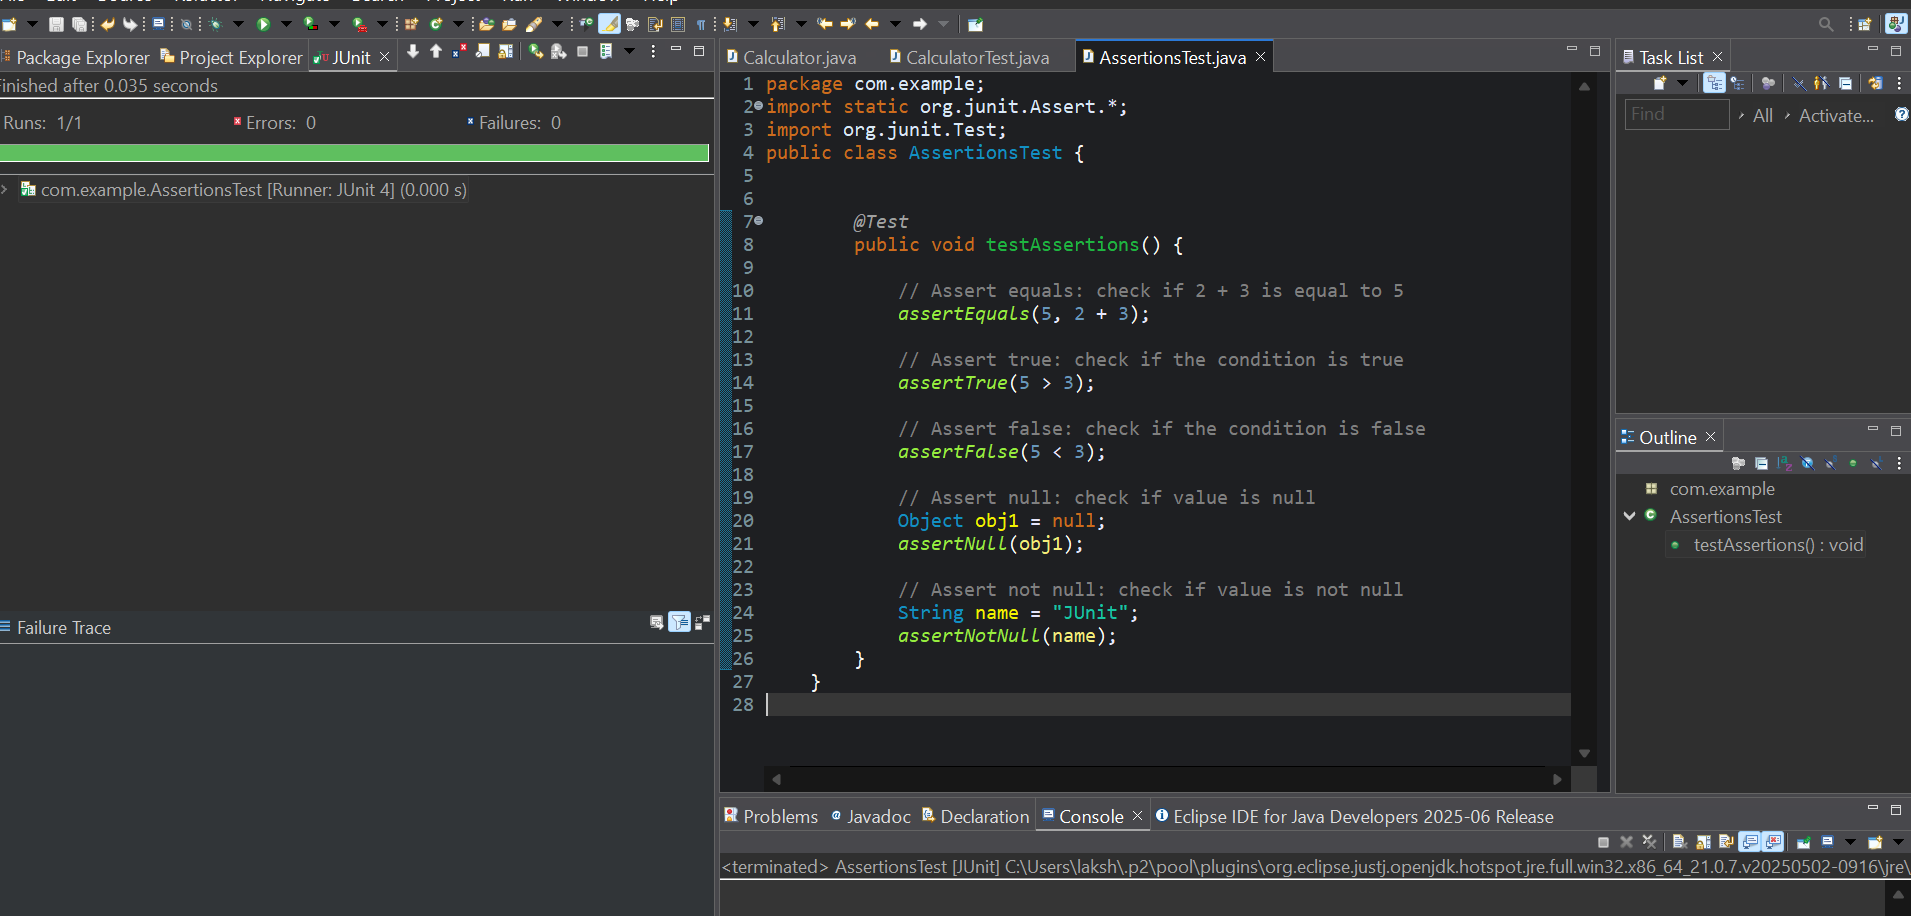 Package Explorer
Project Explorer
JUnit
Finished after 0.035 seconds
Runs: 1/1
Errors: 0
Failures: 0
com.example.AssertionsTest [Runner: JUnit 4] (0.000 s)
Failure Trace
Calculator.java
CalculatorTest.java
AssertionsTest.java
1 package com.example;
2 import static org.junit.Assert.*;
3 import org.junit.Test;
4 public class AssertionsTest {
5
6
7 @Test
8 public void testAssertions() {
9
10 // Assert equals: check if 2 + 3 is equal to 5
11 assertEquals(5, 2 + 3);
12
13 // Assert true: check if the condition is true
14 assertTrue(5 > 3);
15
16 // Assert false: check if the condition is false
17 assertFalse(5 < 3);
18
19 // Assert null: check if value is null
20 Object obj1 = null;
21 assertNull(obj1);
22
23 // Assert not null: check if value is not null
24 String name = "JUnit";
25 assertNotNull(name);
26 }
27 }
28
Task List
Find
All
Activate...
Outline
com.example
AssertionsTest
testAssertions() : void
Problems
Javadoc
Declaration
Console
Eclipse IDE for Java Developers 2025-06 Release
<terminated> AssertionsTest [JUnit] C:\Users\laksh\.p2\pool\plugins\org.eclipse.justj.openjdk.hotspot.jre.full.win32.x86_64_21.0.7.v20250502-0916\jre\